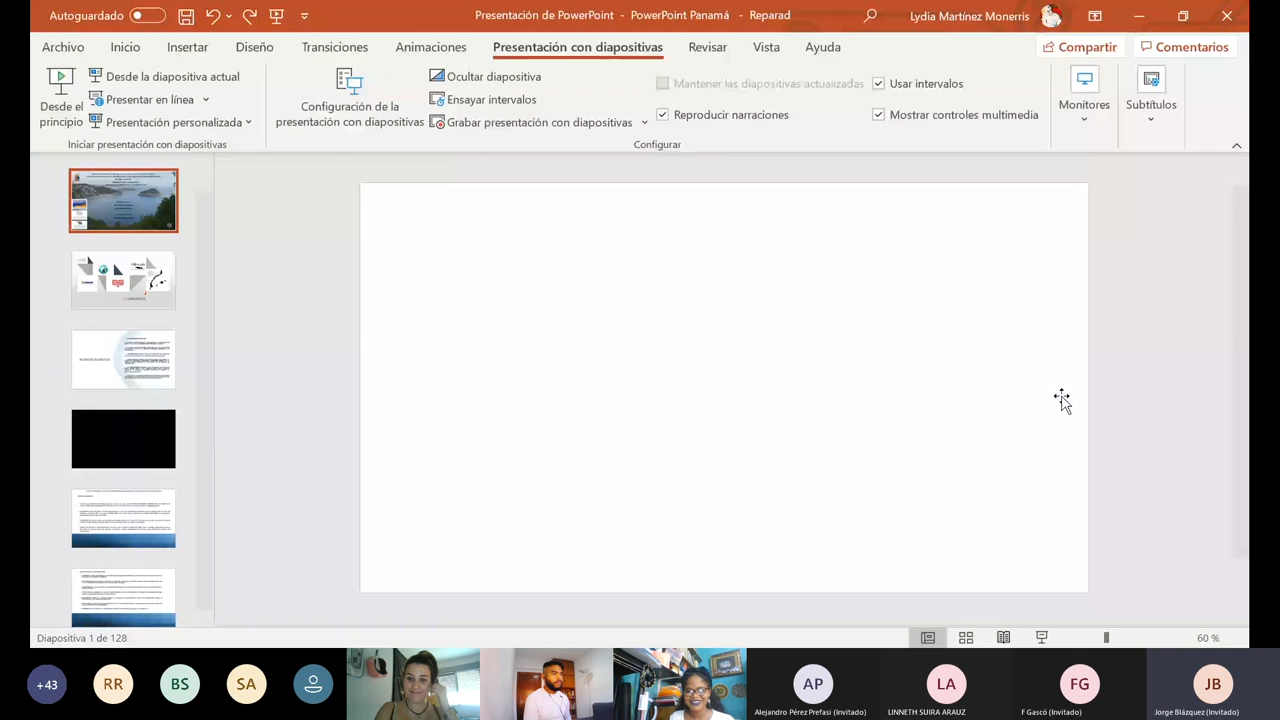 Autoguardado
Presentación de PowerPoint - PowerPoint Panamá - Reparad
Lydia Martínez Monerris
Archivo Inicio Insertar Diseño Transiciones Animaciones Presentación con diapositivas Revisar Vista Ayuda
Compartir Comentarios
Desde el principio
Desde la diapositiva actual
Presentar en línea
Presentación personalizada
Iniciar presentación con diapositivas
Configuración de la presentación con diapositivas
Ocultar diapositiva
Ensayar intervalos
Grabar presentación con diapositivas
Mantener las diapositivas actualizadas
Reproducir narraciones
Usar intervalos
Mostrar controles multimedia
Configurar
Monitores
Subtítulos
Diapositiva 1 de 128
60 %
+43 RR BS SA AP LA FG JB
Alejandro Pérez Prefasi (Invitado) LINNETH SUIRA ARAUZ F Gascó (Invitado) Jorge Blázquez (Invitado)